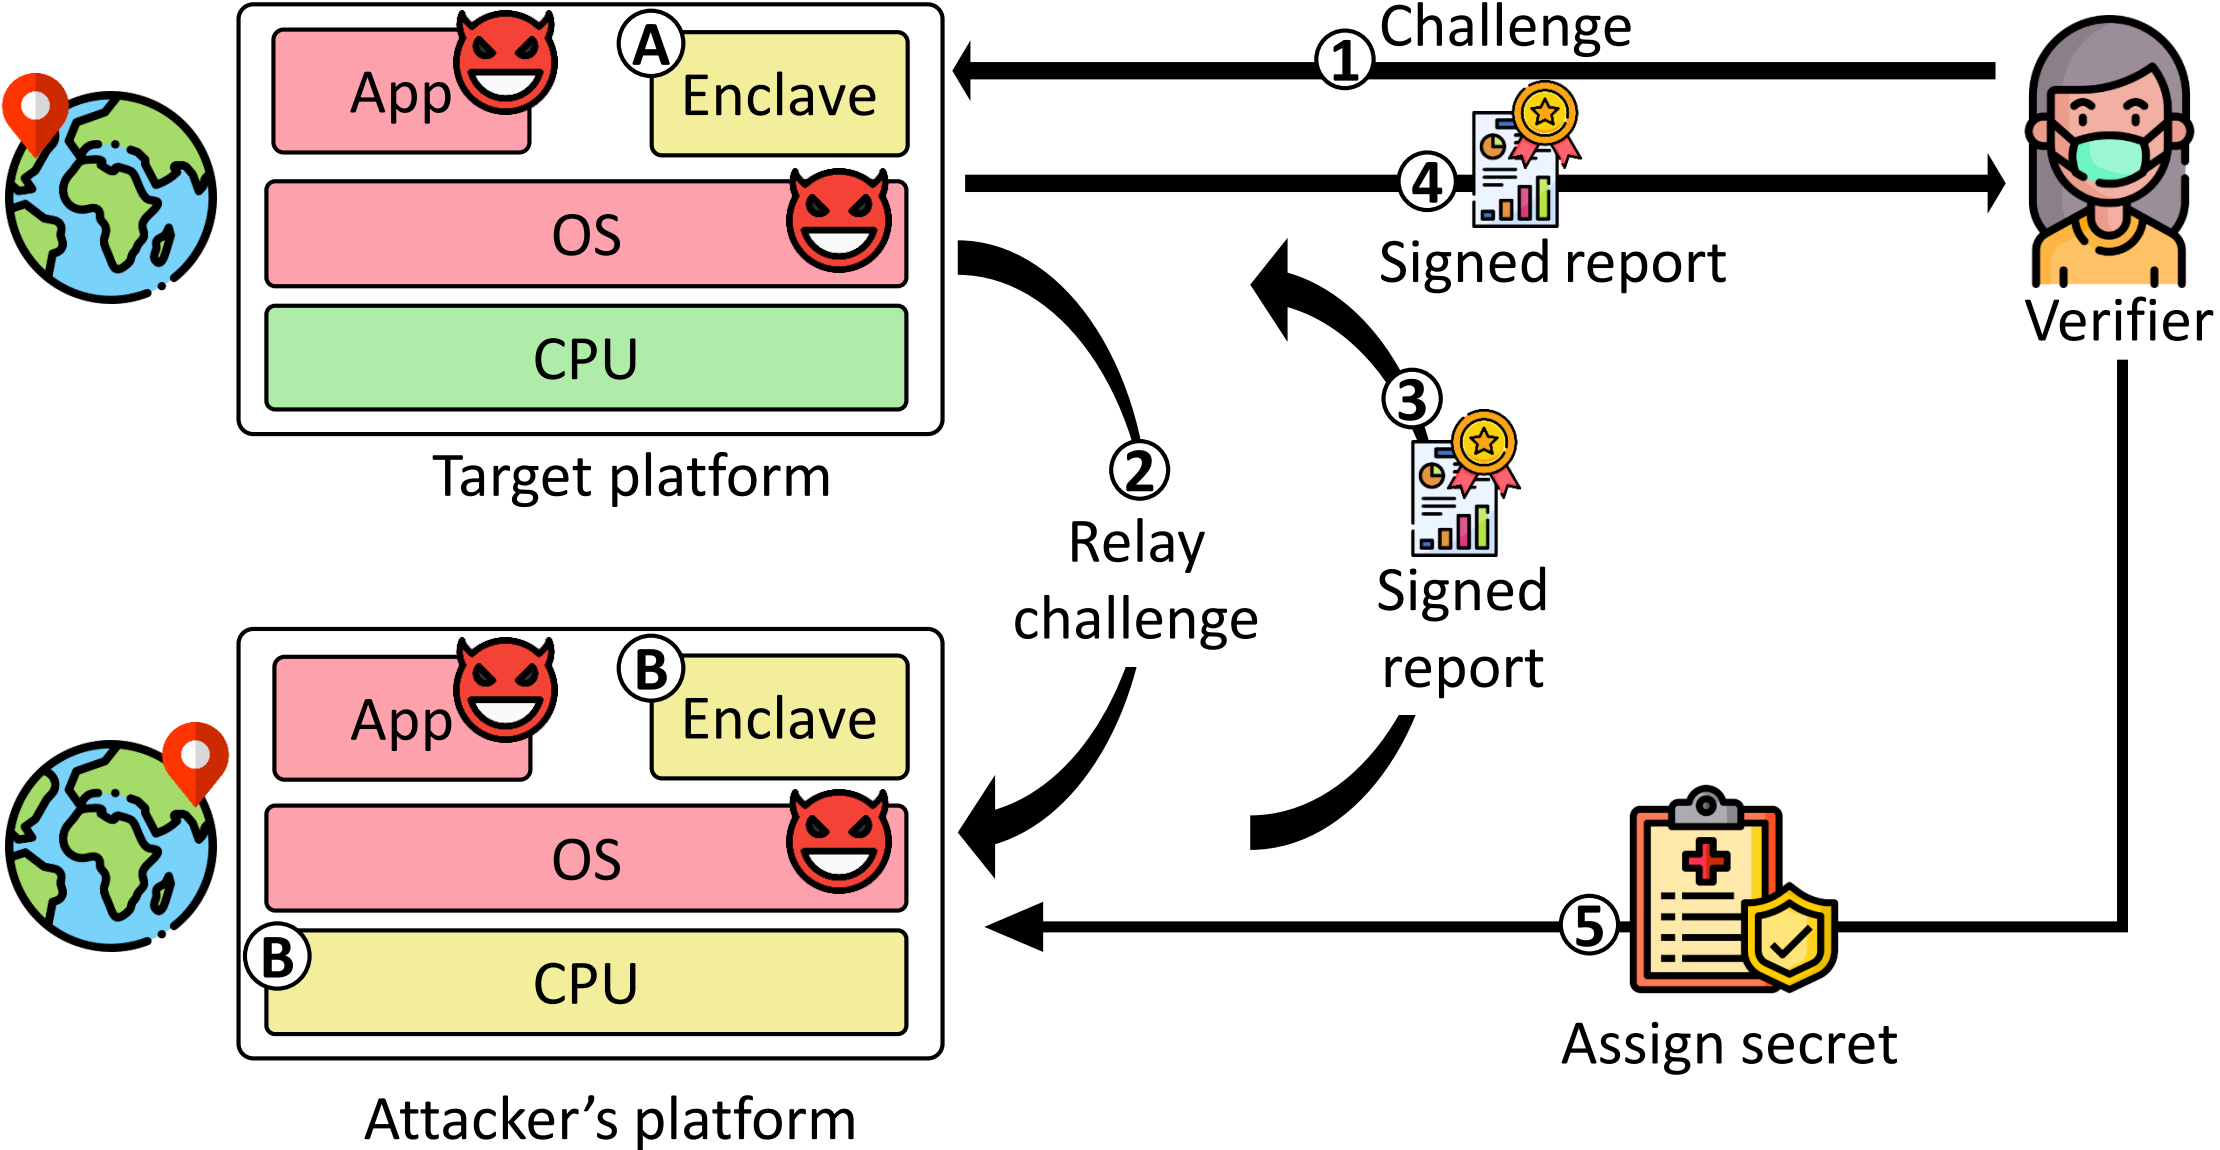 App
A
Enclave
OS
CPU
Target platform
1
Challenge
4
Signed report
Verifier
2
Relay
challenge
3
Signed
report
App
B
Enclave
OS
B
CPU
Attacker’s platform
5
Assign secret